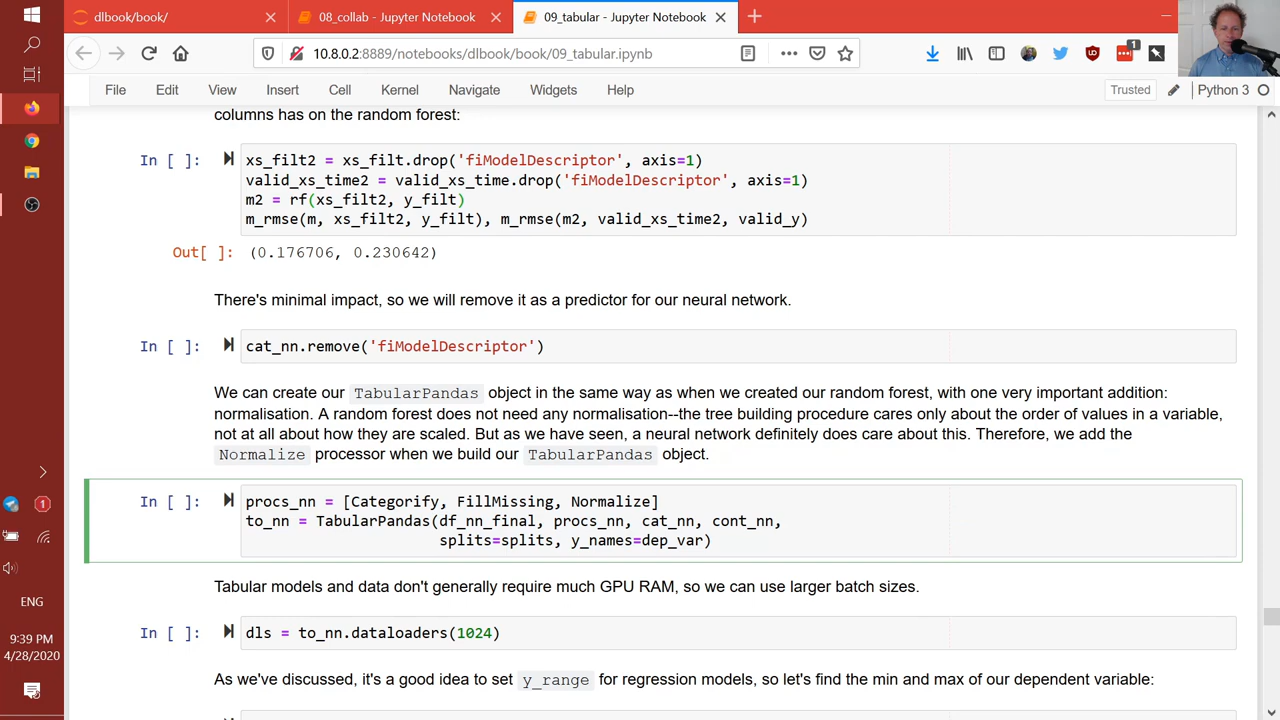 dlbook/book/
08_collab - Jupyter Notebook
09_tabular - Jupyter Notebook
10.8.0.2:8889/notebooks/dlbook/book/09_tabular.ipynb
1
File Edit View Insert Cell Kernel Navigate Widgets Help
Trusted
Python 3
columns has on the random forest:
In [ ]: xs_filt2 = xs_filt.drop('fiModelDescriptor', axis=1)
valid_xs_time2 = valid_xs_time.drop('fiModelDescriptor', axis=1)
m2 = rf(xs_filt2, y_filt)
m_rmse(m, xs_filt2, y_filt), m_rmse(m2, valid_xs_time2, valid_y)
Out[ ]: (0.176706, 0.230642)
There's minimal impact, so we will remove it as a predictor for our neural network.
In [ ]: cat_nn.remove('fiModelDescriptor')
We can create our TabularPandas object in the same way as when we created our random forest, with one very important addition:
normalisation. A random forest does not need any normalisation--the tree building procedure cares only about the order of values in a variable,
not at all about how they are scaled. But as we have seen, a neural network definitely does care about this. Therefore, we add the
Normalize processor when we build our TabularPandas object.
In [ ]: procs_nn = [Categorify, FillMissing, Normalize]
to_nn = TabularPandas(df_nn_final, procs_nn, cat_nn, cont_nn,
splits=splits, y_names=dep_var)
Tabular models and data don't generally require much GPU RAM, so we can use larger batch sizes.
In [ ]: dls = to_nn.dataloaders(1024)
As we've discussed, it's a good idea to set y_range for regression models, so let's find the min and max of our dependent variable:
1
ENG
9:39 PM
4/28/2020